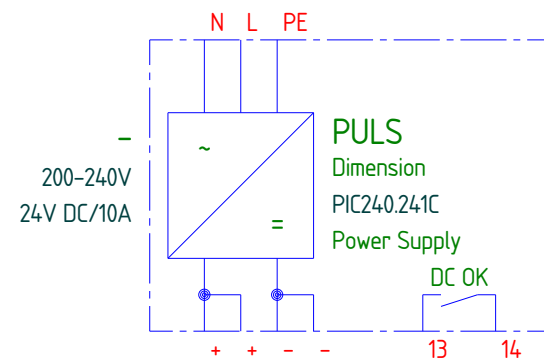 N L PE
~
=
–
200-240V
24V DC/10A
PULS
Dimension
PIC240.241C
Power Supply
DC OK
+ + - -
13 14